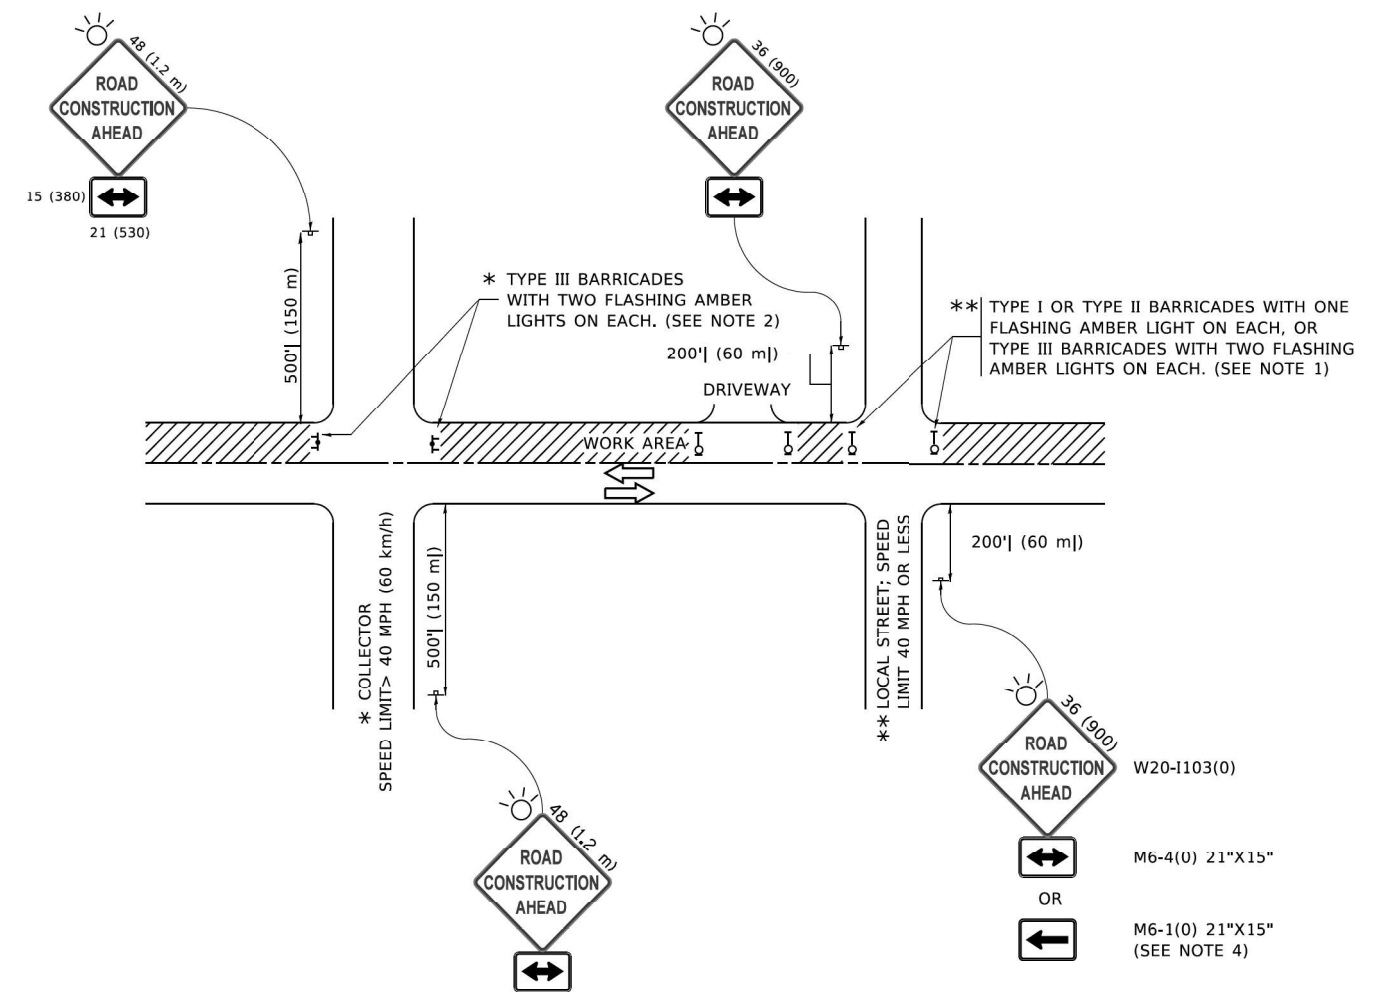 48 (1.2 m)
ROAD
CONSTRUCTION
AHEAD
15 (380)
21 (530)
36 (900)
ROAD
CONSTRUCTION
AHEAD
500'| (150 m)
* TYPE III BARRICADES
WITH TWO FLASHING AMBER
LIGHTS ON EACH. (SEE NOTE 2)
200'| (60 m|)
DRIVEWAY
** TYPE I OR TYPE II BARRICADES WITH ONE
FLASHING AMBER LIGHT ON EACH, OR
TYPE III BARRICADES WITH TWO FLASHING
AMBER LIGHTS ON EACH. (SEE NOTE 1)
WORK AREA
* COLLECTOR
SPEED LIMIT> 40 MPH (60 km/h)
500'| (150 m|)
** LOCAL STREET; SPEED
LIMIT 40 MPH OR LESS
200'| (60 m|)
48 (1.2 m)
ROAD
CONSTRUCTION
AHEAD
36 (900)
ROAD
CONSTRUCTION
AHEAD
W20-I103(0)
M6-4(0) 21"X15"
OR
M6-1(0) 21"X15"
(SEE NOTE 4)